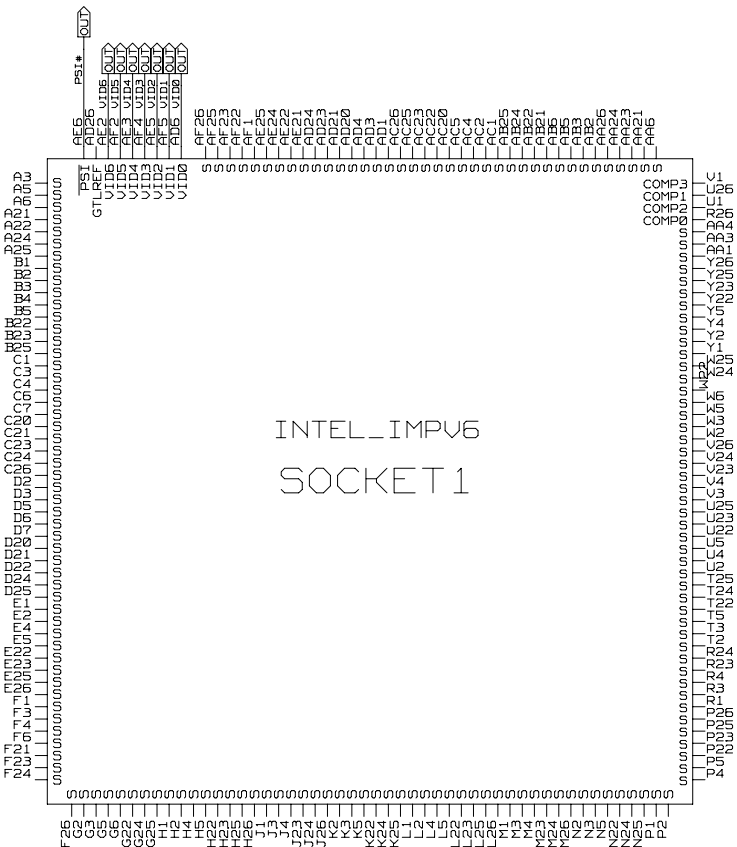 OUT
OUT OUT OUT OUT OUT OUT OUT
PSI# VID6 VID5 VID4 VID3 VID2 VID1 VID0
AE6 AD26 AE2 AF2 AE3 AF4 AE5 AF5 AD6 AF26 AF25 AF23 AF22 AF1 AE25 AE24 AE22 AE21 AD24 AD23 AD21 AD20 AD4 AD3 AD1 AC26 AC25 AC23 AC22 AC20 AC5 AC4 AC2 AC1 AB25 AB24 AB22 AB21 AB6 AB5 AB3 AB2 AA26 AA24 AA23 AA21 AA6
PSI GTLREF VID6 VID5 VID4 VID3 VID2 VID1 VID0 S S S S S S S S S S S S S S S S S S S S S S S S S S S S S S S S S S S S S S
A3 S COMP3 V1
A5 S COMP1 U26
A6 S COMP2 U1
A21 S COMP0 R26
A22 S S AA4
A24 S S AA3
A25 S S AA1
B1 S S Y26
B2 S S Y25
B3 S S Y23
B4 S S Y22
B5 S S Y5
B22 S S Y4
B23 S S Y2
B25 S S Y1
C1 S S W25
C3 S S W24
C4 S S W22
C6 S S W6
C7 S S W5
C20 S S W3
C21 S S W2
C23 S S V26
C24 S S V24
C26 S S V23
D2 S S V4
D3 S S V3
D5 S S U25
D6 S S U23
D7 S S U22
D20 S S U5
D21 S S U4
D22 S S U2
D24 S S T25
D25 S S T24
E1 S S T22
E2 S S T5
E4 S S T3
E5 S S T2
E22 S S R24
E23 S S R23
E25 S S R4
E26 S S R3
F1 S S R1
F3 S S P26
F4 S S P25
F6 S S P23
F21 S S P22
F23 S S P5
F24 S S P4
INTEL_IMPV6
SOCKET1
S S S S S S S S S S S S S S S S S S S S S S S S S S S S S S S S S S S S S S S S S S S S S S S S S S
F26 G2 G3 G5 G6 G22 G24 G25 H1 H2 H4 H5 H22 H23 H25 H26 J1 J3 J4 J23 J24 J26 K2 K3 K5 K22 K24 K25 L1 L2 L4 L5 L22 L23 L25 L26 M1 M3 M4 M23 M24 M26 N2 N3 N5 N22 N24 N25 P1 P2